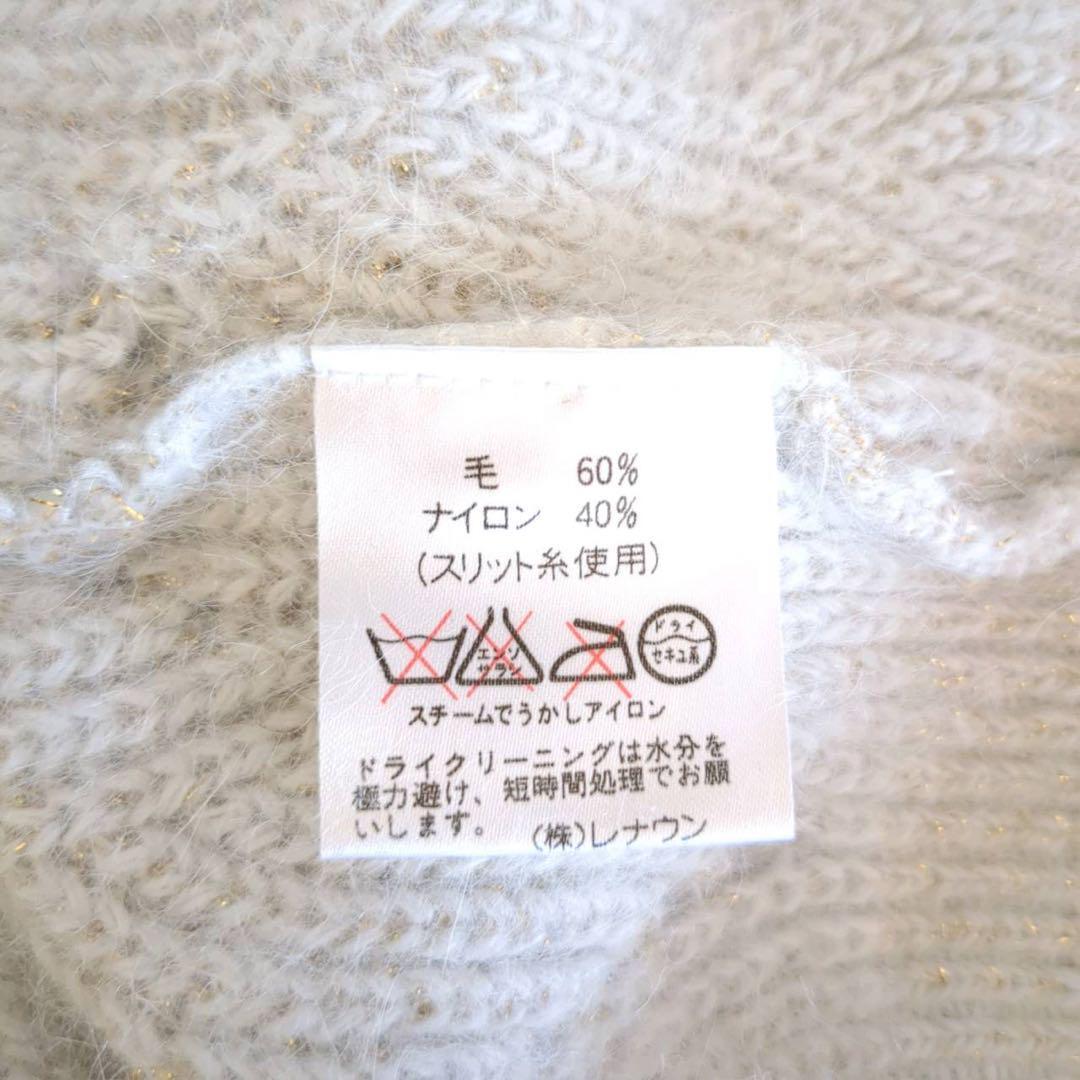 毛 60%
ナイロン 40%
(スリット糸使用)
エンソ
サラシ
ドライ
セキユ系
スチームでうかしアイロン
ドライクリーニングは水分を
極力避け、短時間処理でお願
いします。 (株)レナウン